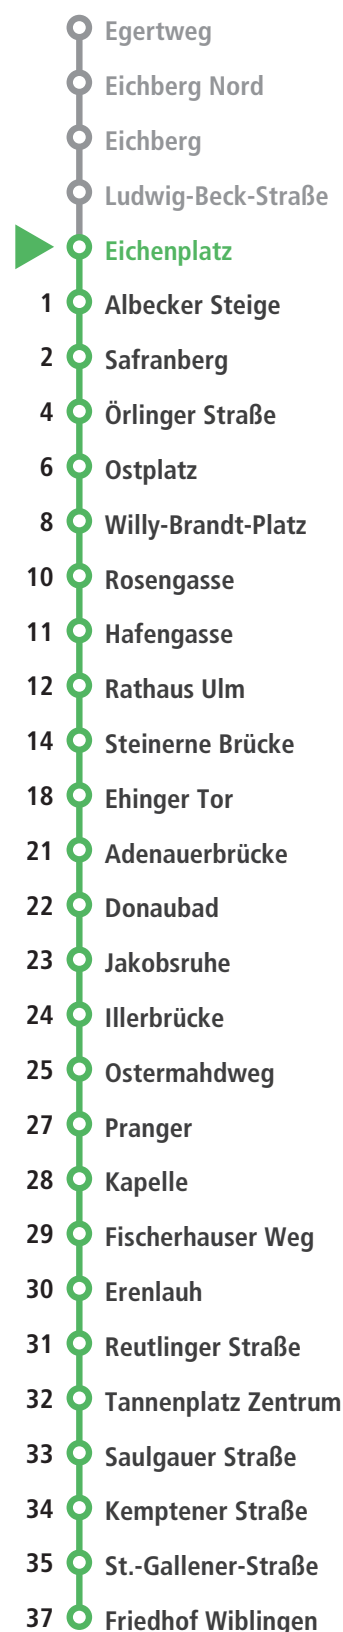 Egertweg
Eichberg Nord
Eichberg
Ludwig-Beck-Straße
Eichenplatz
1 Albecker Steige
2 Safranberg
4 Örlinger Straße
6 Ostplatz
8 Willy-Brandt-Platz
10 Rosengasse
11 Hafengasse
12 Rathaus Ulm
14 Steinerne Brücke
18 Ehinger Tor
21 Adenauerbrücke
22 Donaubad
23 Jakobsruhe
24 Illerbrücke
25 Ostermahdweg
27 Pranger
28 Kapelle
29 Fischerhauser Weg
30 Erenlauh
31 Reutlinger Straße
32 Tannenplatz Zentrum
33 Saulgauer Straße
34 Kemptener Straße
35 St.-Gallener-Straße
37 Friedhof Wiblingen